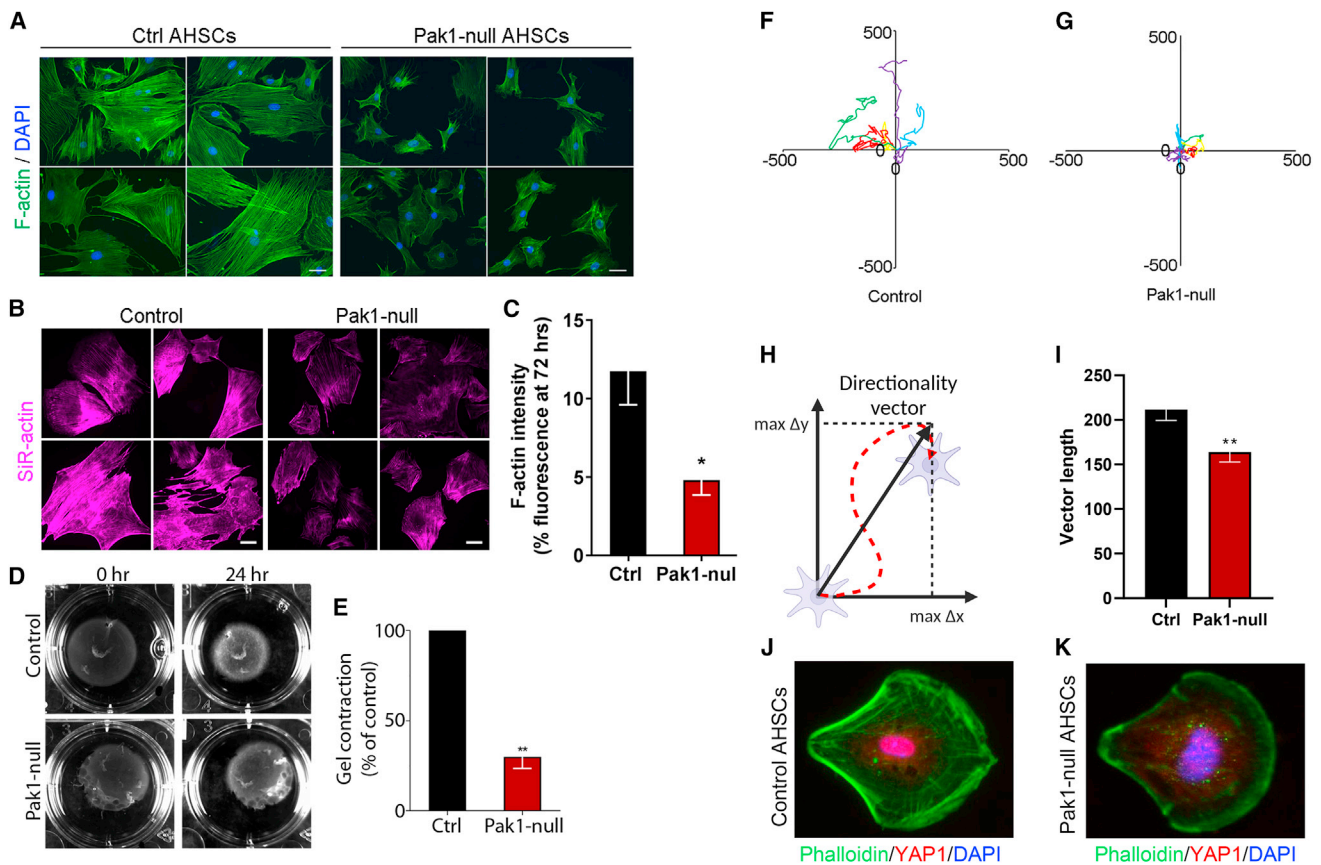 A
Ctrl AHSCs
Pak1-null AHSCs
F-actin / DAPI
B
Control
Pak1-null
SiR-actin
C
15
10
5
0
F-actin intensity
(% fluorescence at 72 hrs)
*
Ctrl
Pak1-nul
D
0 hr
24 hr
Control
Pak1-null
E
100
50
0
Gel contraction
(% of control)
**
Ctrl
Pak1-null
F
500
-500
0
500
0
-500
Control
G
500
-500
0
500
0
-500
Pak1-null
H
Directionality
vector
max Δy
max Δx
I
250
200
150
100
50
0
Vector length
**
Ctrl
Pak1-null
J
Control AHSCs
Phalloidin/YAP1/DAPI
K
Pak1-null AHSCs
Phalloidin/YAP1/DAPI